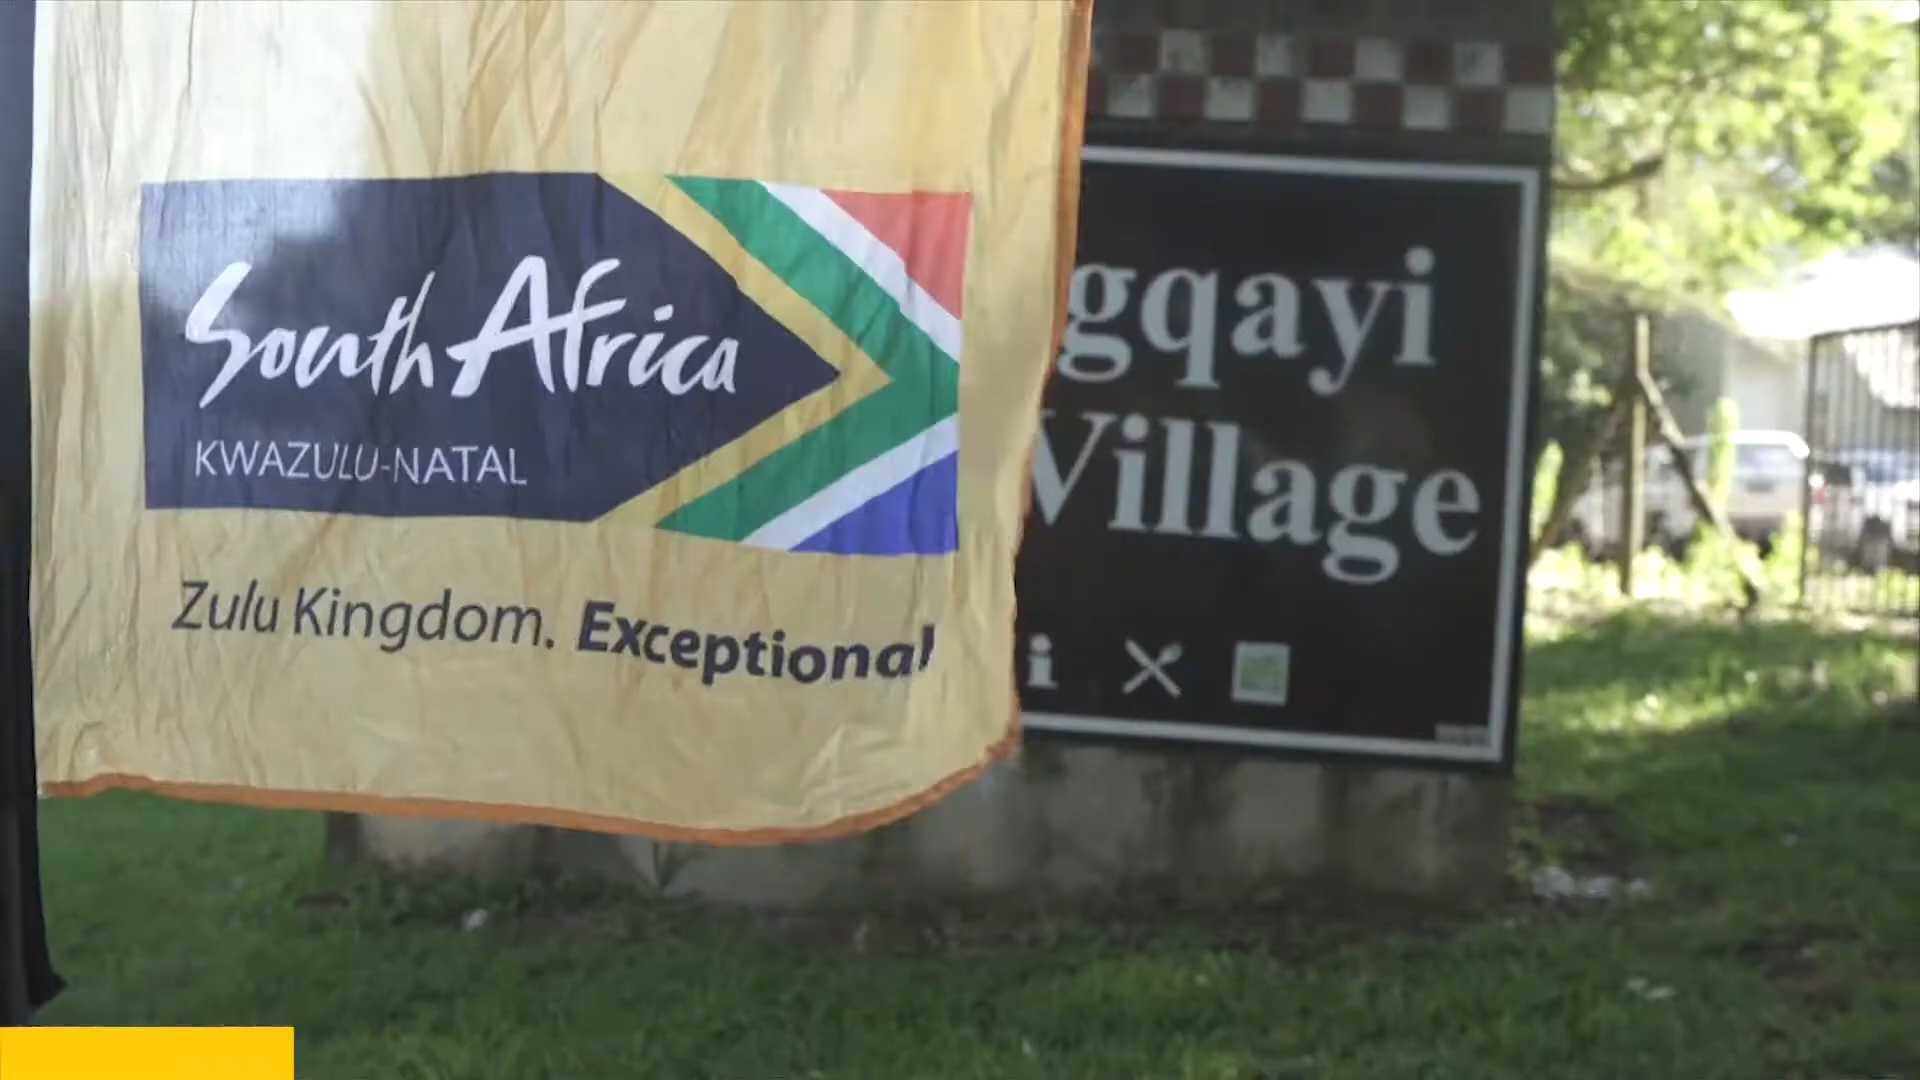 South Africa
KWAZULU-NATAL
Zulu Kingdom. Exceptional
gqayi
Village
i